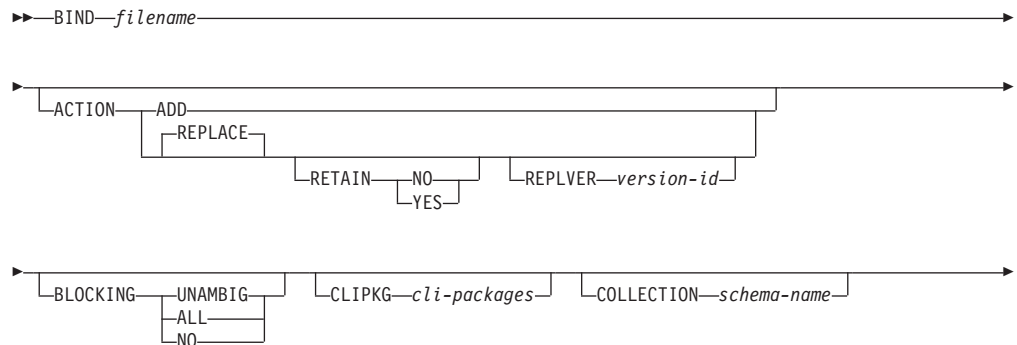 BIND filename
ACTION ADD
REPLACE
RETAIN NO REPLVER version-id
YES
BLOCKING UNAMBIG CLIPKG cli-packages COLLECTION schema-name
ALL
NO